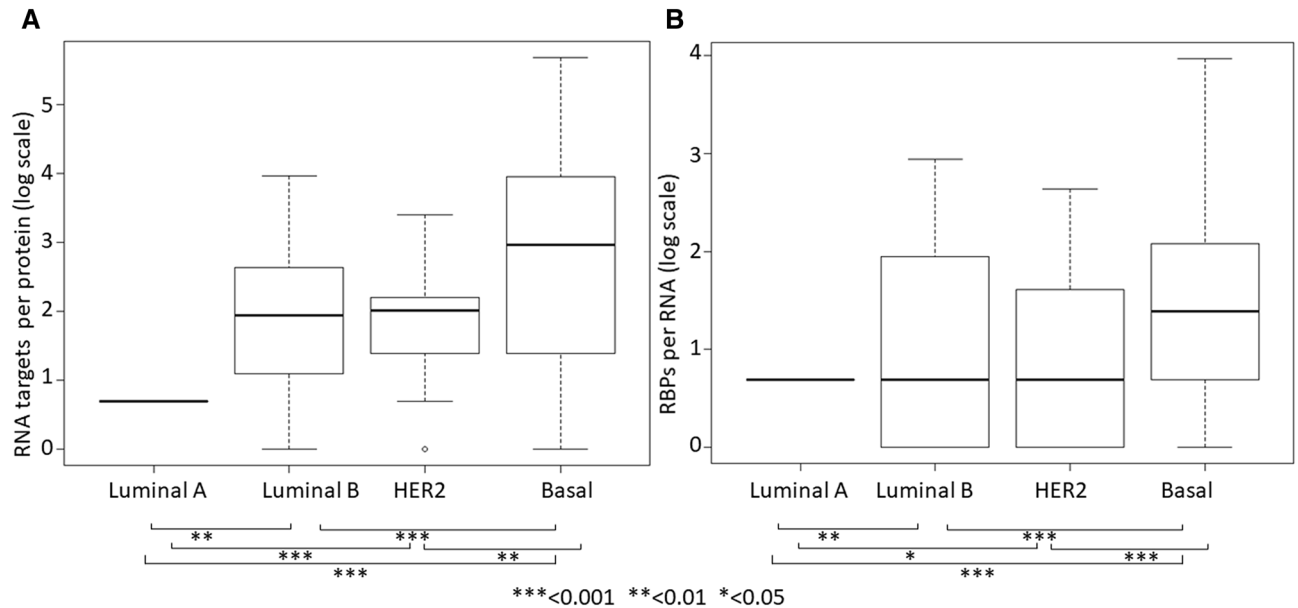 A
RNA targets per protein (log scale)
5
4
3
2
1
0
Luminal A Luminal B HER2 Basal
** ***
*** **
***
B
RBPs per RNA (log scale)
4
3
2
1
0
Luminal A Luminal B HER2 Basal
** ***
* ***
***
***<0.001 **<0.01 *<0.05